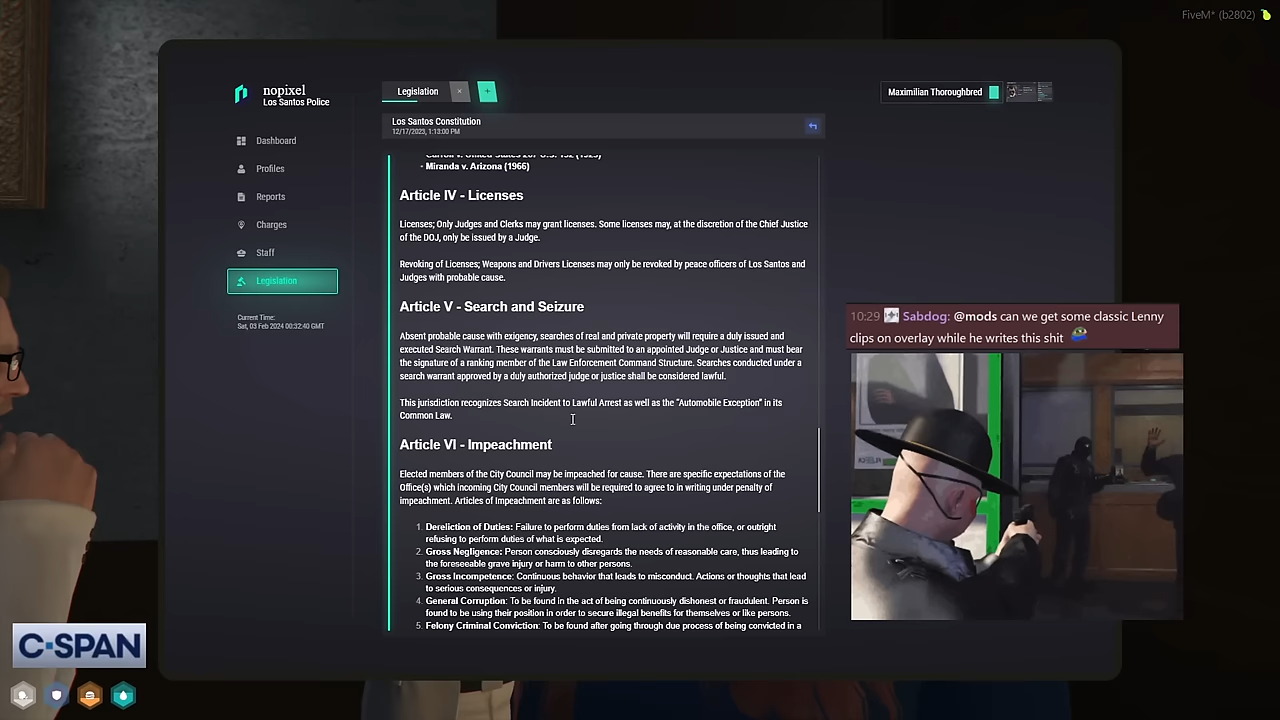 FiveM* (b2802)
nopixel
Los Santos Police
Legislation
×
+
Maximilian Thoroughbred
Los Santos Constitution
12/17/2023, 1:13:00 PM
Dashboard
Profiles
Reports
Charges
Staff
Legislation
Current Time:
Sat, 03 Feb 2024 00:32:40 GMT
- Carroll v. United States 267 U.S. 132 (1925)
- Miranda v. Arizona (1966)
Article IV - Licenses
Licenses; Only Judges and Clerks may grant licenses. Some licenses may, at the discretion of the Chief Justice
of the DOJ, only be issued by a Judge.
Revoking of Licenses; Weapons and Drivers Licenses may only be revoked by peace officers of Los Santos and
Judges with probable cause.
Article V - Search and Seizure
Absent probable cause with exigency, searches of real and private property will require a duly issued and
executed Search Warrant. These warrants must be submitted to an appointed Judge or Justice and must bear
the signature of a ranking member of the Law Enforcement Command Structure. Searches conducted under a
search warrant approved by a duly authorized judge or justice shall be considered lawful.
This jurisdiction recognizes Search Incident to Lawful Arrest as well as the “Automobile Exception” in its
Common Law.
Article VI - Impeachment
Elected members of the City Council may be impeached for cause. There are specific expectations of the
Office(s) which incoming City Council members will be required to agree to in writing under penalty of
impeachment. Articles of Impeachment are as follows:
1. Dereliction of Duties: Failure to perform duties from lack of activity in the office, or outright
refusing to perform duties of what is expected.
2. Gross Negligence: Person consciously disregards the needs of reasonable care, thus leading to
the foreseeable grave injury or harm to other persons.
3. Gross Incompetence: Continuous behavior that leads to misconduct. Actions or thoughts that lead
to serious consequences or injury.
4. General Corruption: To be found in the act of being continuously dishonest or fraudulent. Person is
found to be using their position in order to secure illegal benefits for themselves or like persons.
5. Felony Criminal Conviction: To be found after going through due process of being convicted in a
10:29 Sabdog: @mods can we get some classic Lenny
clips on overlay while he writes this shit
C-SPAN